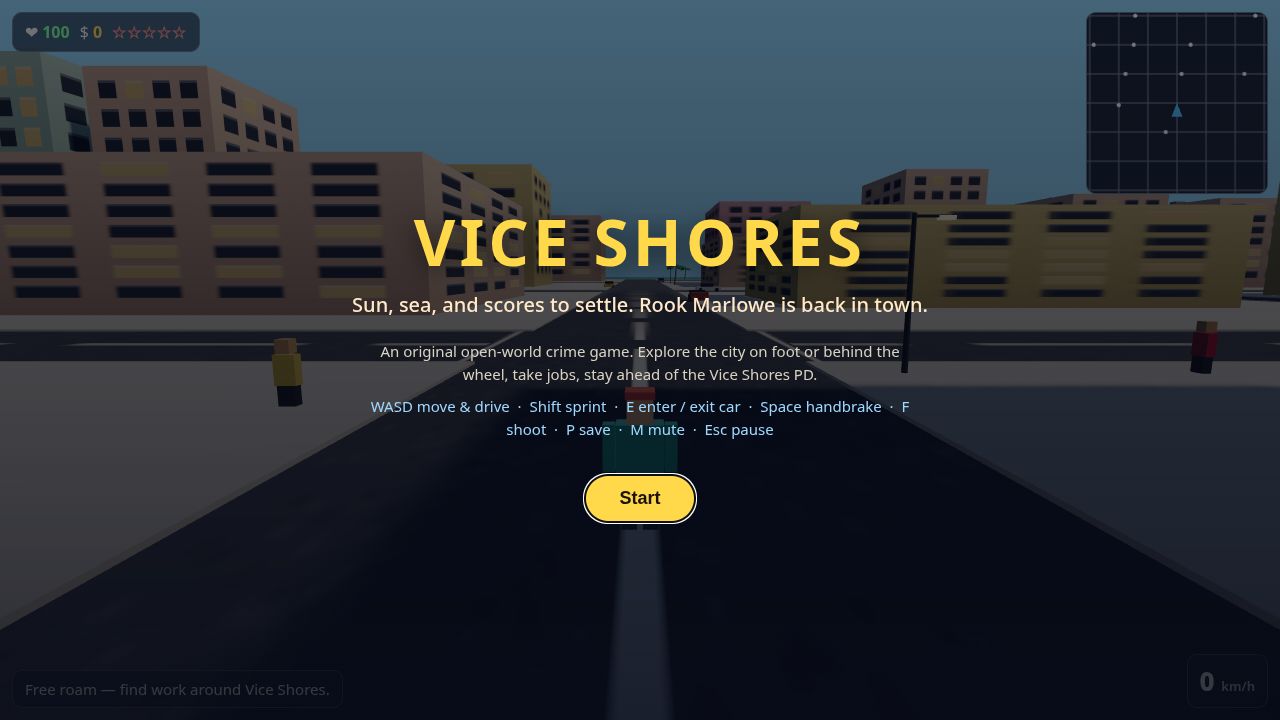 ❤ 100 $ 0 ☆☆☆☆☆
VICE SHORES
Sun, sea, and scores to settle. Rook Marlowe is back in town.
An original open-world crime game. Explore the city on foot or behind the
wheel, take jobs, stay ahead of the Vice Shores PD.
WASD move & drive · Shift sprint · E enter / exit car · Space handbrake · F
shoot · P save · M mute · Esc pause
Start
Free roam — find work around Vice Shores.
0 km/h